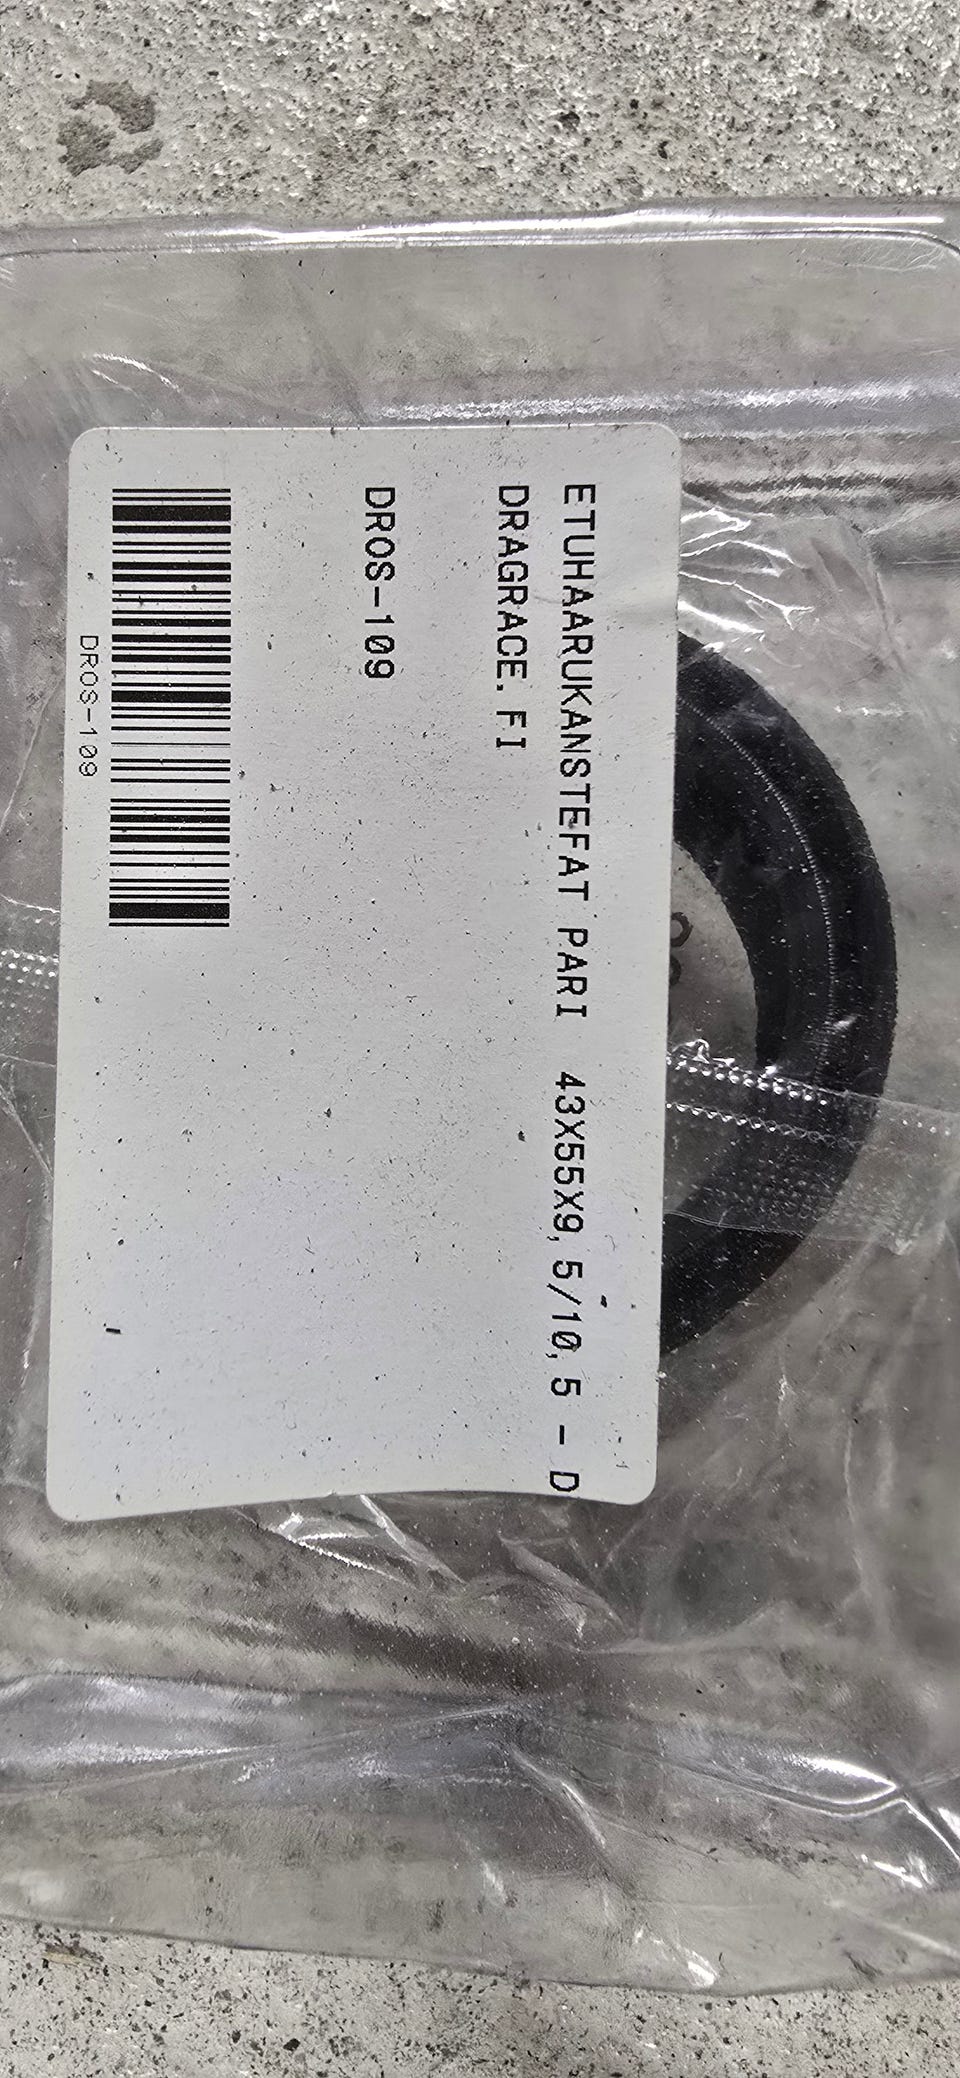 ETUHAARUKANSTEFAT PARI 43X55X9,5/10,5 - D
DRAGRACE.FI
DROS-109
DROS-109